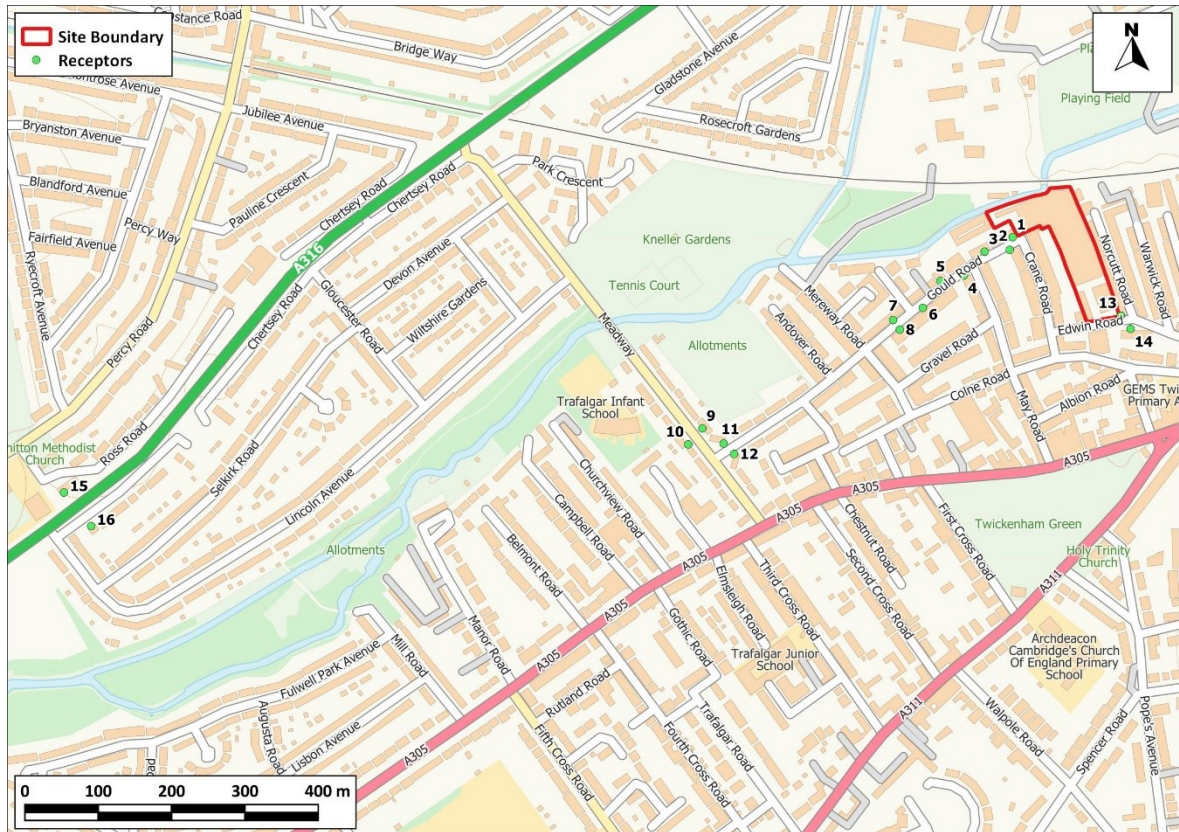 Site Boundary
Receptors
N
Constance Road
Bridge Way
Montrose Avenue
Gladstone Avenue
Playing Field
Jubilee Avenue
Bryanston Avenue
Rosecroft Gardens
Park Crescent
Chertsey Road
Chertsey Road
Blandford Avenue
Pauline Crescent
Percy Way
Fairfield Avenue
Ryecroft Avenue
A316
Devon Avenue
Kneller Gardens
Tennis Court
Gloucester Road
Wiltshire Gardens
Chertsey Road
Percy Road
Meadway
Mereway Road
Andover Road
Allotments
Gould Road
Crane Road
Norcutt Road
Warwick Road
Edwin Road
Gravel Road
Colne Road
Albion Road
May Road
GEMS Twi
Primary A
1
2
3
4
5
6
7
8
9
10
11
12
13
14
15
16
Trafalgar Infant
School
hitton Methodist
Church
Ross Road
Selkirk Road
Lincoln Avenue
Allotments
Churchview Road
Campbell Road
Belmont Road
A305
A305
A305
A305
A305
A305
Twickenham Green
Holy Trinity
Church
A311
A311
First Cross Road
Chestnut Road
Second Cross Road
Third Cross Road
Elmsleigh Road
Gothic Road
Trafalgar Junior
School
Archdeacon
Cambridge's Church
Of England Primary
School
Manor Road
Mill Road
Fulwell Park Avenue
Augusta Road
Lisbon Avenue
Rutland Road
Fifth Cross Road
Fourth Cross Road
Trafalgar Road
Walpole Road
Spencer Road
Pope's Avenue
0 100 200 300 400 m